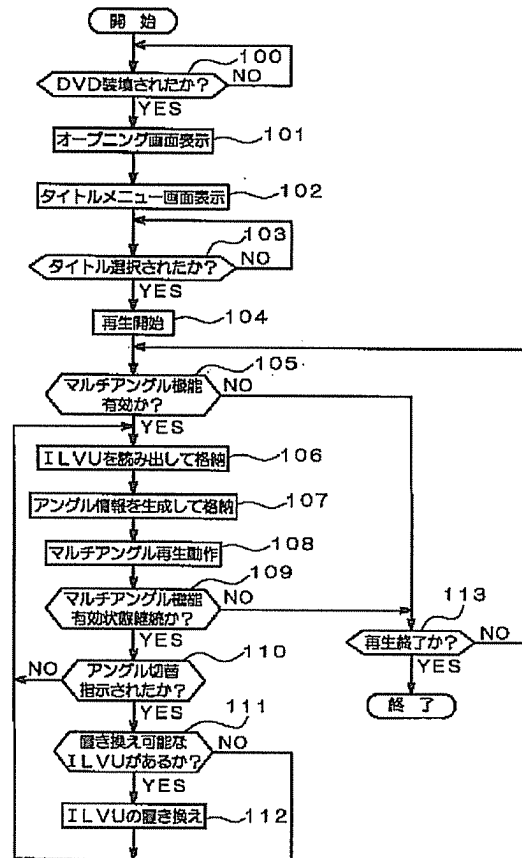 開 始
100
DVD装填されたか? NO
YES
オープニング画面表示 101
タイトルメニュー画面表示 102
103
タイトル選択されたか? NO
YES
再生開始 104
105
マルチアングル機能
有効か?
NO
YES
ILVUを読み出して格納 106
アングル情報を生成して格納 107
マルチアングル再生動作 108
109
マルチアングル機能
有効状態継続か?
NO
YES
113
再生終了か? NO
YES
終 了
110
アングル切替
指示されたか?
NO
YES
111
置き換え可能な
ILVUがあるか?
NO
YES
ILVUの置き換え 112